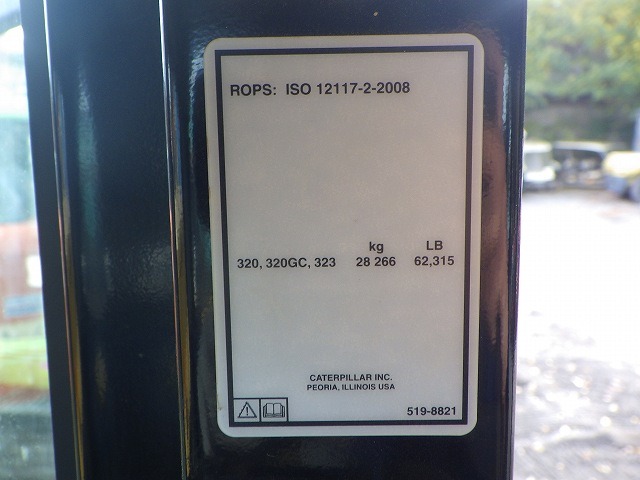 ROPS: ISO 12117-2-2008
kg LB
320, 320GC, 323 28 266 62,315
CATERPILLAR INC.
PEORIA, ILLINOIS USA
519-8821